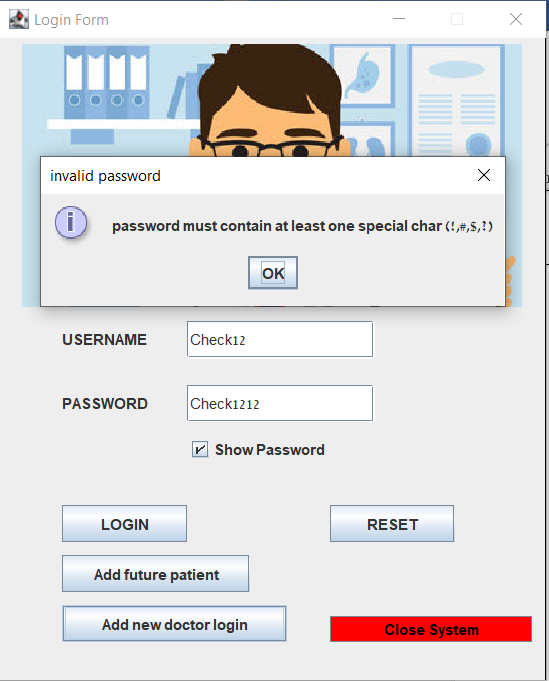 Login Form
invalid password
password must contain at least one special char (!,#,$,?)
OK
USERNAME
Check12
PASSWORD
Check1212
Show Password
LOGIN
RESET
Add future patient
Add new doctor login
Close System